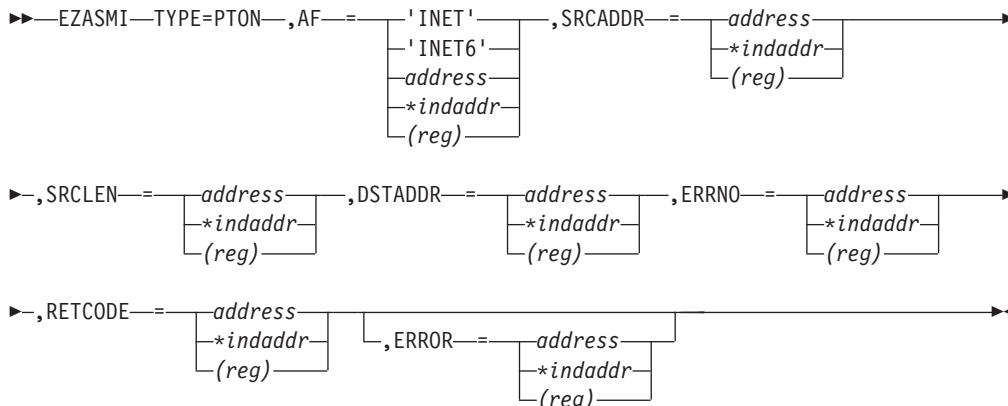 EZASMI TYPE=PTON ,AF = 'INET' ,SRCADDR = address
'INET6' *indaddr
address (reg)
*indaddr
(reg)
,SRCLEN = address ,DSTADDR = address ,ERRNO = address
*indaddr *indaddr *indaddr
(reg) (reg) (reg)
,RETCODE = address
*indaddr ,ERROR = address
(reg) *indaddr
(reg)